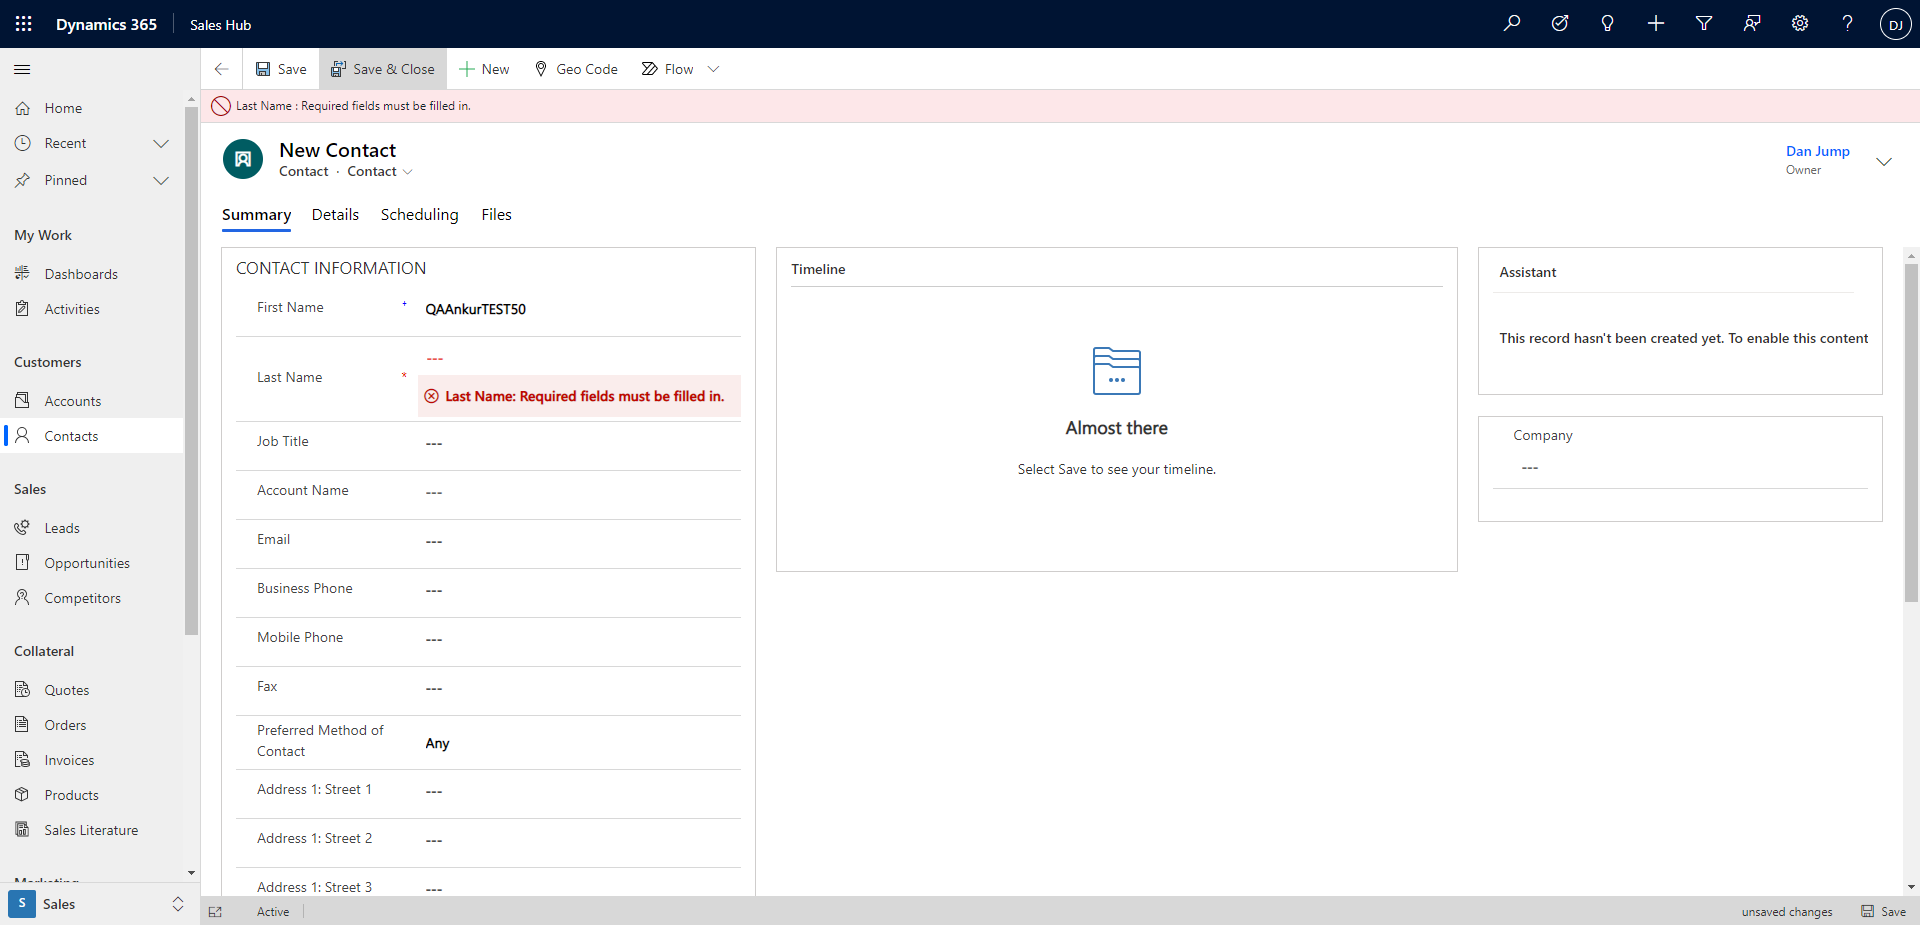 Dynamics 365
Sales Hub
DJ
Save
Save & Close
New
Geo Code
Flow
Last Name : Required fields must be filled in.
Home
Recent
Pinned
My Work
Dashboards
Activities
Customers
Accounts
Contacts
Sales
Leads
Opportunities
Competitors
Collateral
Quotes
Orders
Invoices
Products
Sales Literature
Marketing
S
Sales
New Contact
Contact · Contact
Dan Jump
Owner
Summary
Details
Scheduling
Files
CONTACT INFORMATION
First Name + QAAnkurTEST50
---
Last Name *
Last Name: Required fields must be filled in.
Job Title ---
Account Name ---
Email ---
Business Phone ---
Mobile Phone ---
Fax ---
Preferred Method of
Contact
Any
Address 1: Street 1 ---
Address 1: Street 2 ---
Address 1: Street 3 ---
Timeline
Almost there
Select Save to see your timeline.
Assistant
This record hasn't been created yet. To enable this content
Company
---
Active
unsaved changes
Save